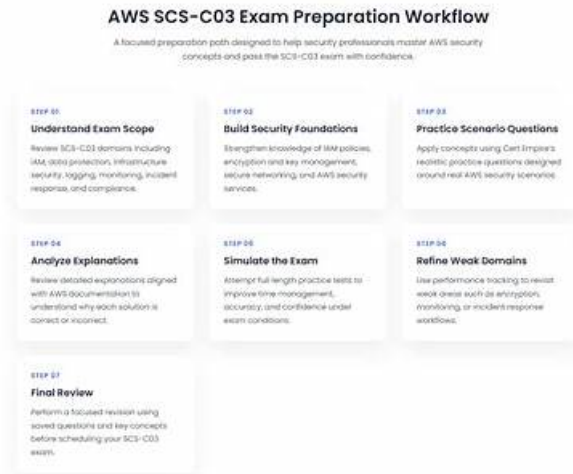 AWS SCS-C03 Exam Preparation Workflow
A focused preparation path designed to help security professionals master AWS security
concepts and pass the SCS-C03 exam with confidence.
STEP 01
Understand Exam Scope
Review SCS-C03 domains including
IAM, data protection, infrastructure
security, logging, monitoring, incident
response, and compliance.
STEP 02
Build Security Foundations
Strengthen knowledge of IAM policies,
encryption and key management,
secure networking, and AWS security
services.
STEP 03
Practice Scenario Questions
Apply concepts using Cert Empire's
realistic practice questions designed
around real AWS security scenarios.
STEP 04
Analyze Explanations
Review detailed explanations aligned
with AWS documentation to
understand why each solution is
correct or incorrect.
STEP 05
Simulate the Exam
Attempt full length practice tests to
improve time management,
accuracy, and confidence under
exam conditions.
STEP 06
Refine Weak Domains
Use performance tracking to revisit
weak areas such as encryption,
monitoring, or incident response
workflows.
STEP 07
Final Review
Perform a focused revision using
saved questions and key concepts
before scheduling your SCS-C03
exam.